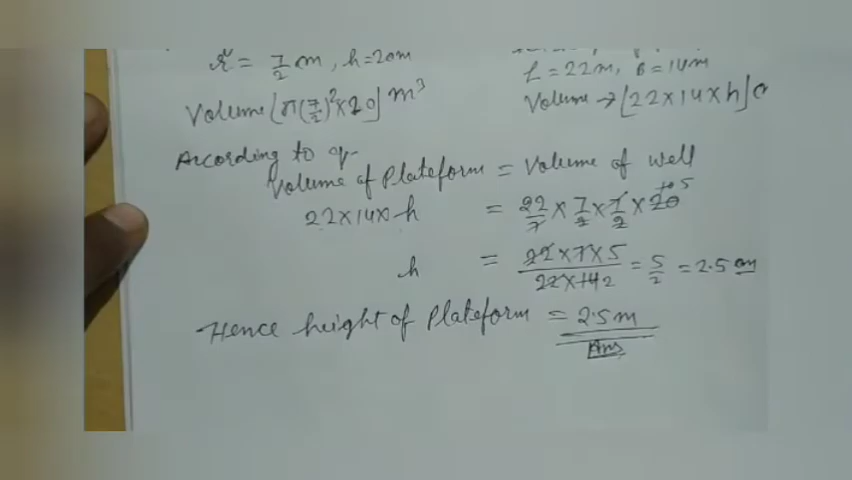 r = 7/2 m, h=20m
L = 22m, B = 14m
Volume [π(7/2)²×20] m³
Volume → [22×14×h]
According to q-
Volume of Plateform = Volume of well
22×14×h = 22/7 × 7/2 × 7/2 × 20 10 5
h = 22×7×5 / 22×14 2 = 5/2 = 2.5 m
Hence height of Plateform = 2.5m
Ans